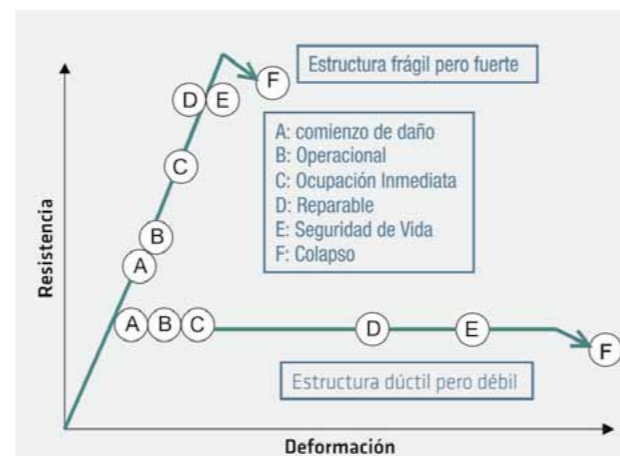 Estructura frágil pero fuerte
F
D E
A: comienzo de daño
B: Operacional
C: Ocupación Inmediata
D: Reparable
E: Seguridad de Vida
F: Colapso
C
B
A
Resistencia
A B C D E F
Estructura dúctil pero débil
Deformación